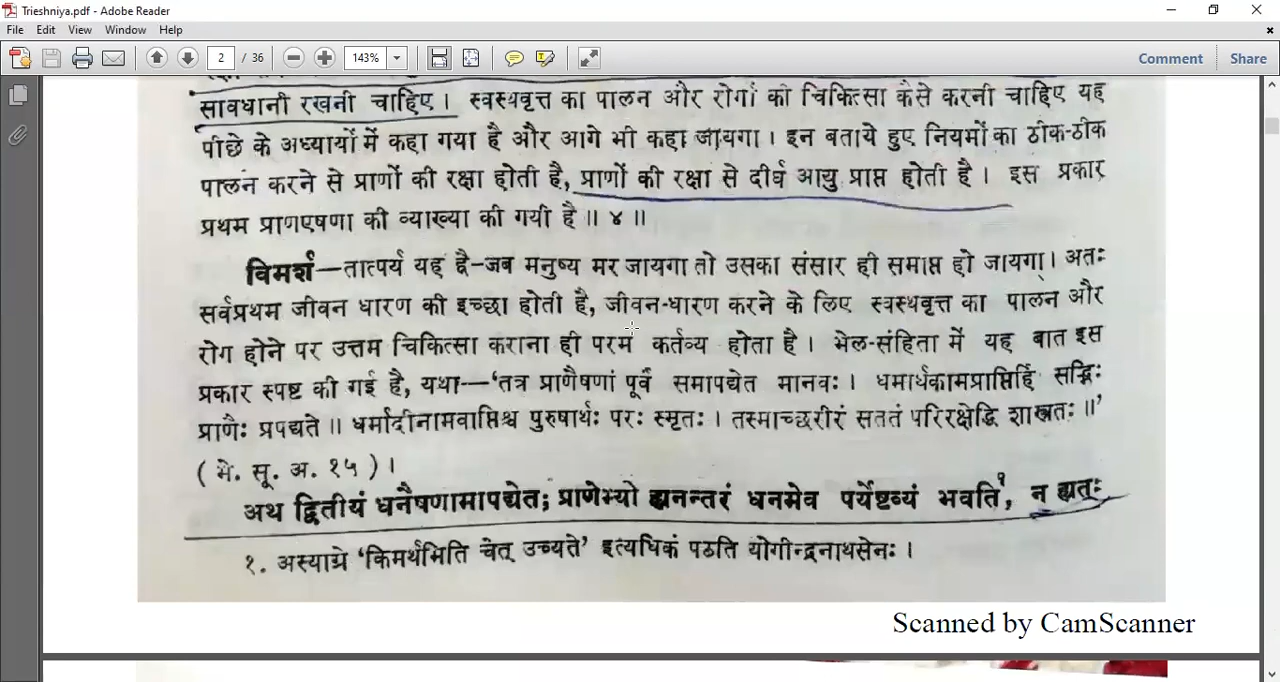 Trieshniya.pdf - Adobe Reader
File Edit View Window Help
2 / 36 143% Comment Share
सावधानी रखनी चाहिए। स्वस्थवृत्त का पालन और रोगों की चिकित्सा कैसे करनी चाहिए यह
पीछे के अध्यायों में कहा गया है और आगे भी कहा जायगा। इन बताये हुए नियमों का ठीक-ठीक
पालन करने से प्राणों की रक्षा होती है, प्राणों की रक्षा से दीर्घ आयु प्राप्त होती है। इस प्रकार
प्रथम प्राणएषणा की व्याख्या की गयी है॥ ४॥
विमर्श—तात्पर्य यह है-जब मनुष्य मर जायगा तो उसका संसार ही समाप्त हो जायगा। अतः
सर्वप्रथम जीवन धारण की इच्छा होती है, जीवन-धारण करने के लिए स्वस्थवृत्त का पालन और
रोग होने पर उत्तम चिकित्सा कराना ही परम कर्तव्य होता है। भेल-संहिता में यह बात इस
प्रकार स्पष्ट की गई है, यथा—'तत्र प्राणैषणां पूर्वं समापद्येत मानवः। धमार्थकामप्राप्तिर्हि सद्भिः
प्राणैः प्रपद्यते॥ धर्मादीनामवाप्तिश्च पुरुषार्थः परः स्मृतः। तस्माच्छरीरं सततं परिरक्षेद्धि शास्त्रतः॥'
( भे. सू. अ. १५ )।
अथ द्वितीयं धनैषणामापद्येत; प्राणेभ्यो ह्यनन्तरं धनमेव पर्येष्टव्यं भवति१, न ह्यतः
१. अस्याग्रे 'किमर्थमिति चेत् उच्यते' इत्यधिकं पठति योगीन्द्रनाथसेनः।
Scanned by CamScanner